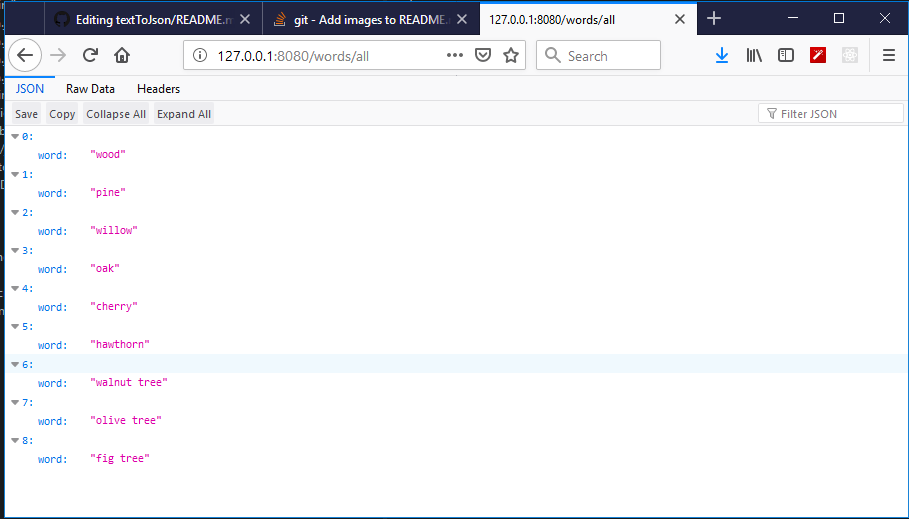 Editing textToJson/README.m
git - Add images to README.
127.0.0.1:8080/words/all
127.0.0.1:8080/words/all
Search
JSON
Raw Data
Headers
Save
Copy
Collapse All
Expand All
Filter JSON
0:
word: "wood"
1:
word: "pine"
2:
word: "willow"
3:
word: "oak"
4:
word: "cherry"
5:
word: "hawthorn"
6:
word: "walnut tree"
7:
word: "olive tree"
8:
word: "fig tree"